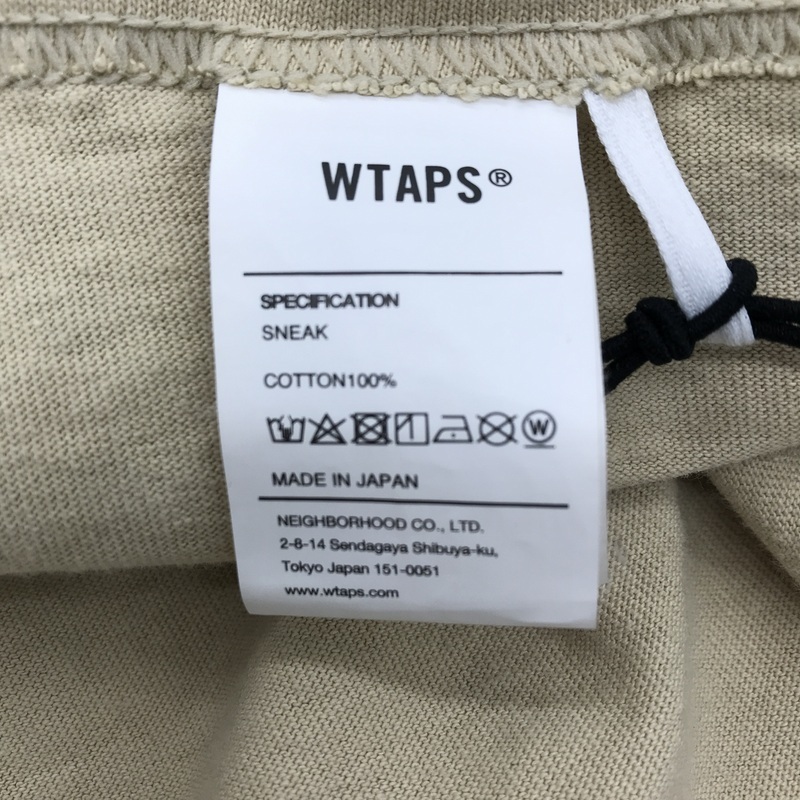 WTAPS®
SPECIFICATION
SNEAK
COTTON100%
W
MADE IN JAPAN
NEIGHBORHOOD CO., LTD.
2-8-14 Sendagaya Shibuya-ku,
Tokyo Japan 151-0051
www.wtaps.com